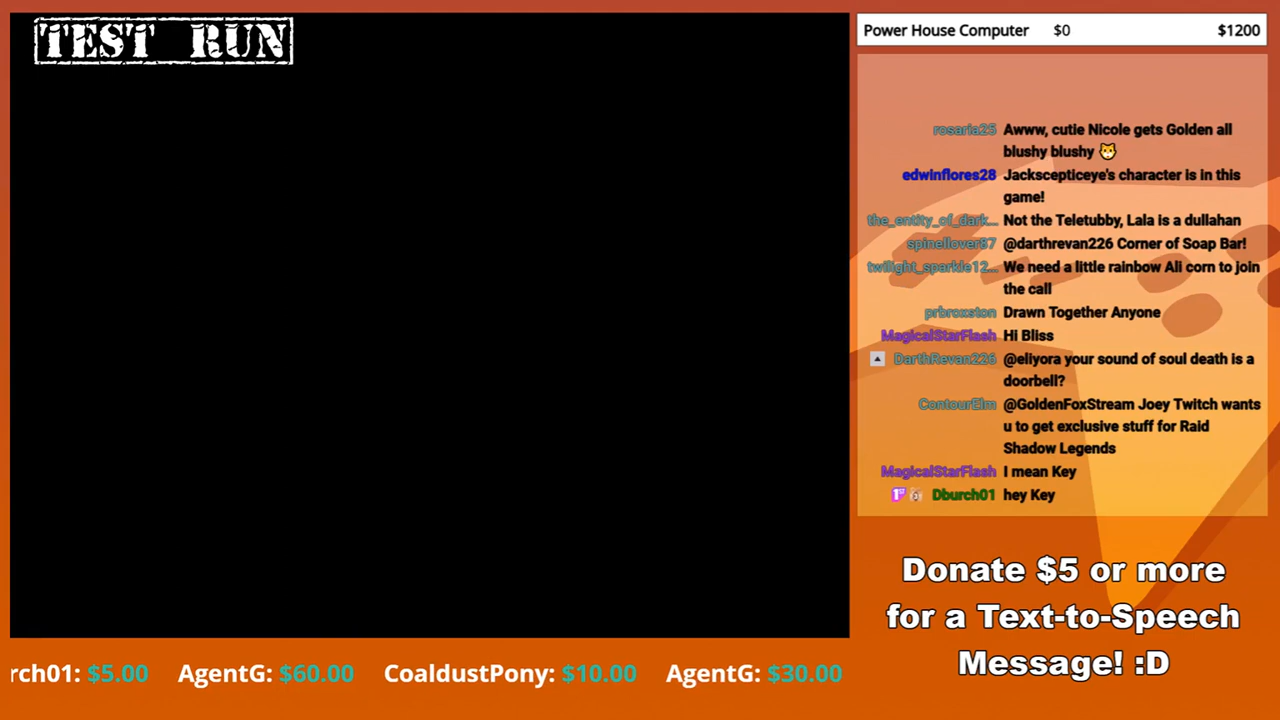 TEST RUN
Power House Computer $0 $1200
rosaria25 Awww, cutie Nicole gets Golden all
blushy blushy
edwinflores28 Jackscepticeye's character is in this
game!
the_entity_of_dark... Not the Teletubby, Lala is a dullahan
spinellover67 @darthrevan226 Corner of Soap Bar!
twilight_sparkle12... We need a little rainbow Ali corn to join
the call
prbroxston Drawn Together Anyone
MagicalStarFlash Hi Bliss
DarthRevan226 @eliyora your sound of soul death is a
doorbell?
ContourElm @GoldenFoxStream Joey Twitch wants
u to get exclusive stuff for Raid
Shadow Legends
MagicalStarFlash I mean Key
Dburch01 hey Key
Donate $5 or more
for a Text-to-Speech
Message! :D
rch01: $5.00 AgentG: $60.00 CoaldustPony: $10.00 AgentG: $30.00